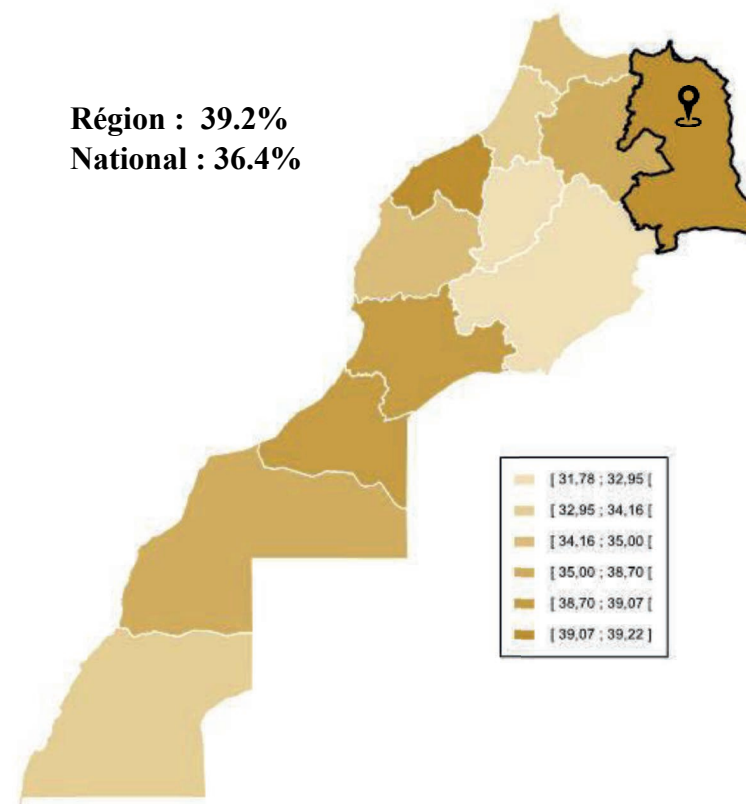 Région : 39.2%
National : 36.4%
[ 31,78 ; 32,95 [
[ 32,95 ; 34,16 [
[ 34,16 ; 35,00 [
[ 35,00 ; 38,70 [
[ 38,70 ; 39,07 [
[ 39,07 ; 39,22 ]